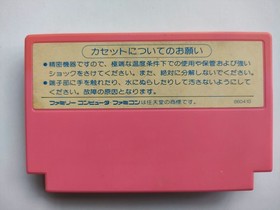 カセットについてのお願い
●精密機器ですので、極端な温度条件下での使用や保管および強い
ショックをさけてください。また、絶対に分解しないでください。
●端子部に手を触れたり、水にぬらしたりして汚さないようにしてく
ださい。故障の原因となります。
ファミリーコンピュータ・ファミコンは任天堂の商標です。